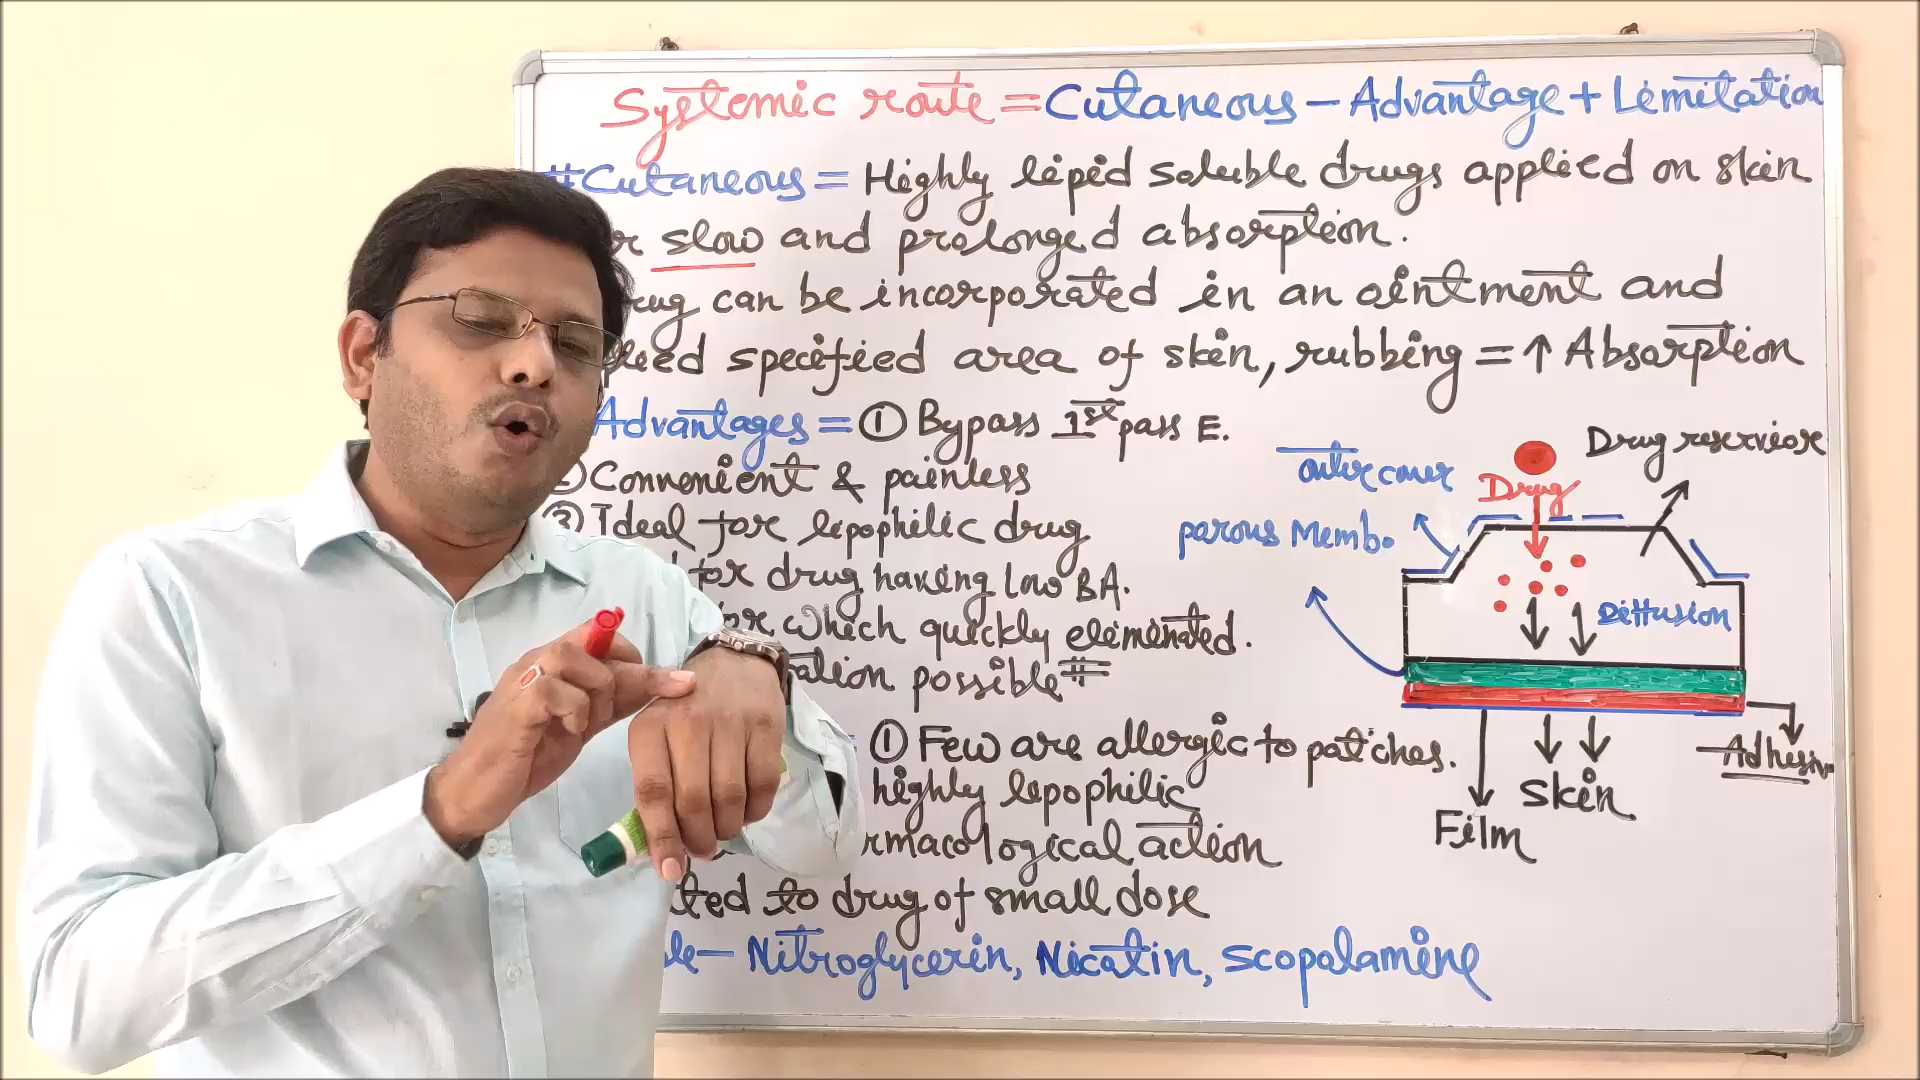 Systemic route = Cutaneous - Advantage + Limitation
#Cutaneous = Highly lipid soluble drugs applied on skin
slow and prolonged absorption.
can be incorporated in an ointment and
specified area of skin, rubbing = ↑ Absorption
Advantages = ① Bypass 1st pass E.
② Convenient & painless
③ Ideal for lipophilic drug
for drug having low BA.
which quickly eliminated.
possible #
① Few are allergic to patches.
highly lipophilic
action
to drug of small dose
Nitroglycerin, Nicotin, Scopolamine
outer cover
Drug
Drug reserviore
porous Memb.
Diffusion
Adhesive
Skin
Film